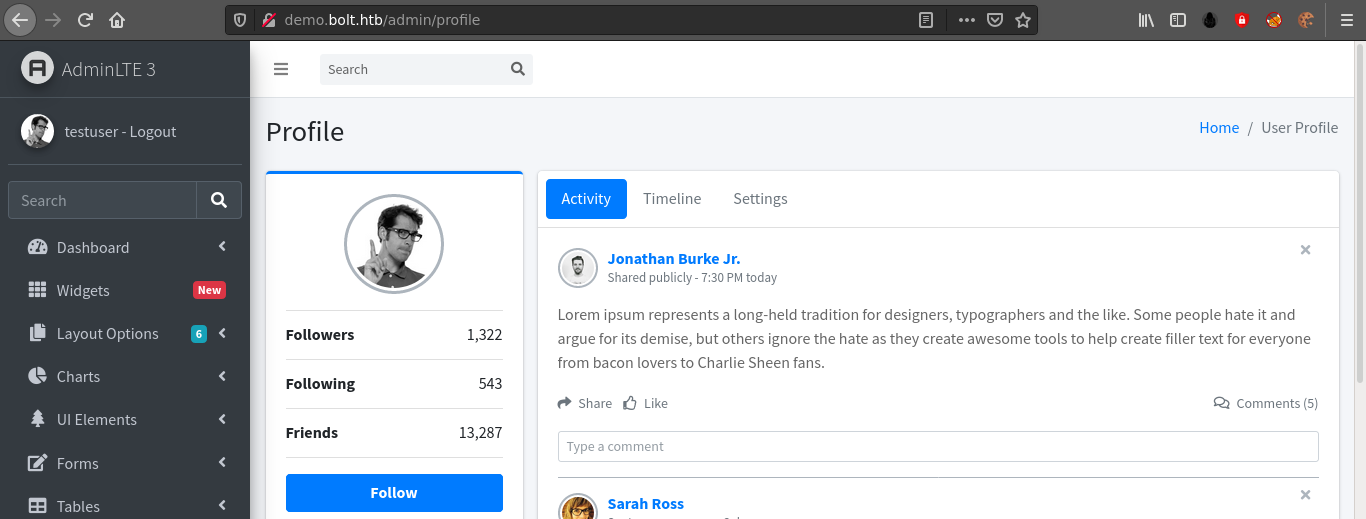 demo.bolt.htb/admin/profile
AdminLTE 3
Search
testuser - Logout
Profile
Home / User Profile
Search
Dashboard
Widgets New
Layout Options 6
Charts
UI Elements
Forms
Tables
Followers 1,322
Following 543
Friends 13,287
Follow
Activity Timeline Settings
Jonathan Burke Jr.
Shared publicly - 7:30 PM today
Lorem ipsum represents a long-held tradition for designers, typographers and the like. Some people hate it and
argue for its demise, but others ignore the hate as they create awesome tools to help create filler text for everyone
from bacon lovers to Charlie Sheen fans.
Share Like Comments (5)
Type a comment
Sarah Ross